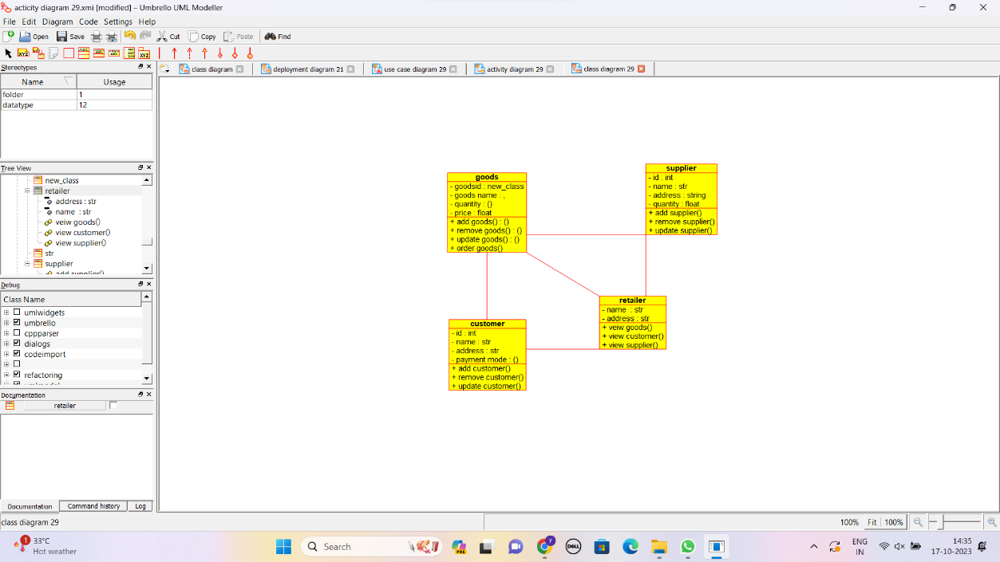 acticity diagram 29.xmi [modified] – Umbrello UML Modeller
File Edit Diagram Code Settings Help
Open Save Cut Copy Paste Find
Stereotypes
Name Usage
folder 1
datatype 12
Tree View
new_class
retailer
address : str
name : str
veiw goods()
view customer()
view supplier()
str
supplier
add supplier()
Debug
Class Name
umlwidgets
umbrello
cppparser
dialogs
codeimport
refactoring
umlmodel
Documentation
retailer
Documentation Command history Log
class diagram 29
class diagram deployment diagram 21 use case diagram 29 activity diagram 29 class diagram 29
goods
- goodsid : new_class
- goods name : ,
- quantity : ()
- price : float
+ add goods() : ()
+ remove goods() : ()
+ update goods() : ()
+ order goods()
supplier
- id : int
- name : str
- address : string
- quantity : float
+ add supplier()
+ remove supplier()
+ update supplier()
retailer
- name : str
- address : str
+ veiw goods()
+ view customer()
+ view supplier()
customer
- id : int
- name : str
- address : str
- payment mode : ()
+ add customer()
+ remove customer()
+ update customer()
100% Fit 100%
1
33°C
Hot weather
Search
PRE
y
DELL
ENG
IN
14:35
17-10-2023